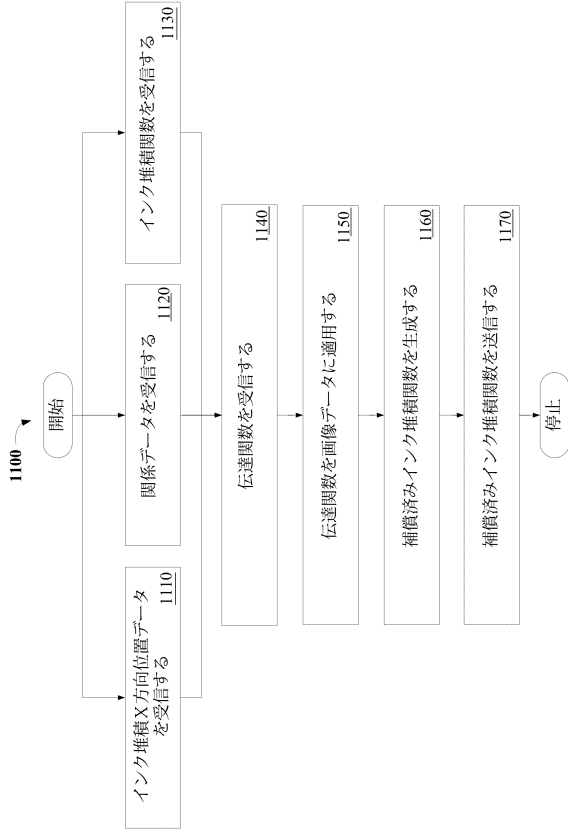 1100
開始
インク堆積X方向位置データ
を受信する
1110
関係データを受信する
1120
インク堆積関数を受信する
1130
伝達関数を受信する
1140
伝達関数を画像データに適用する
1150
補償済みインク堆積関数を生成する
1160
補償済みインク堆積関数を送信する
1170
停止